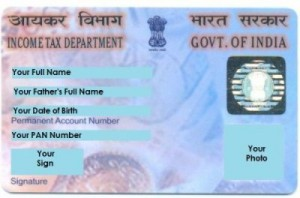 आयकर विभाग
INCOME TAX DEPARTMENT
भारत सरकार
GOVT. OF INDIA
Your Full Name
Your Father's Full Name
Your Date of Birth
Permanent Account Number
Your PAN Number
Your
Sign
Signature
Your
Photo